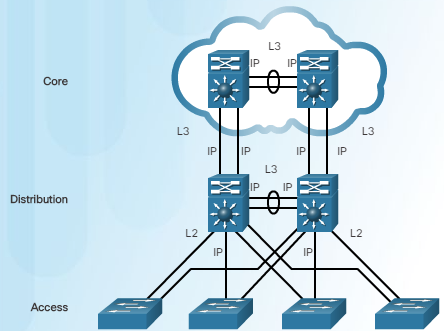 L3
IP IP
Core
L3 L3
IP IP IP IP
L3
IP IP
Distribution
L2 L2
IP IP
Access